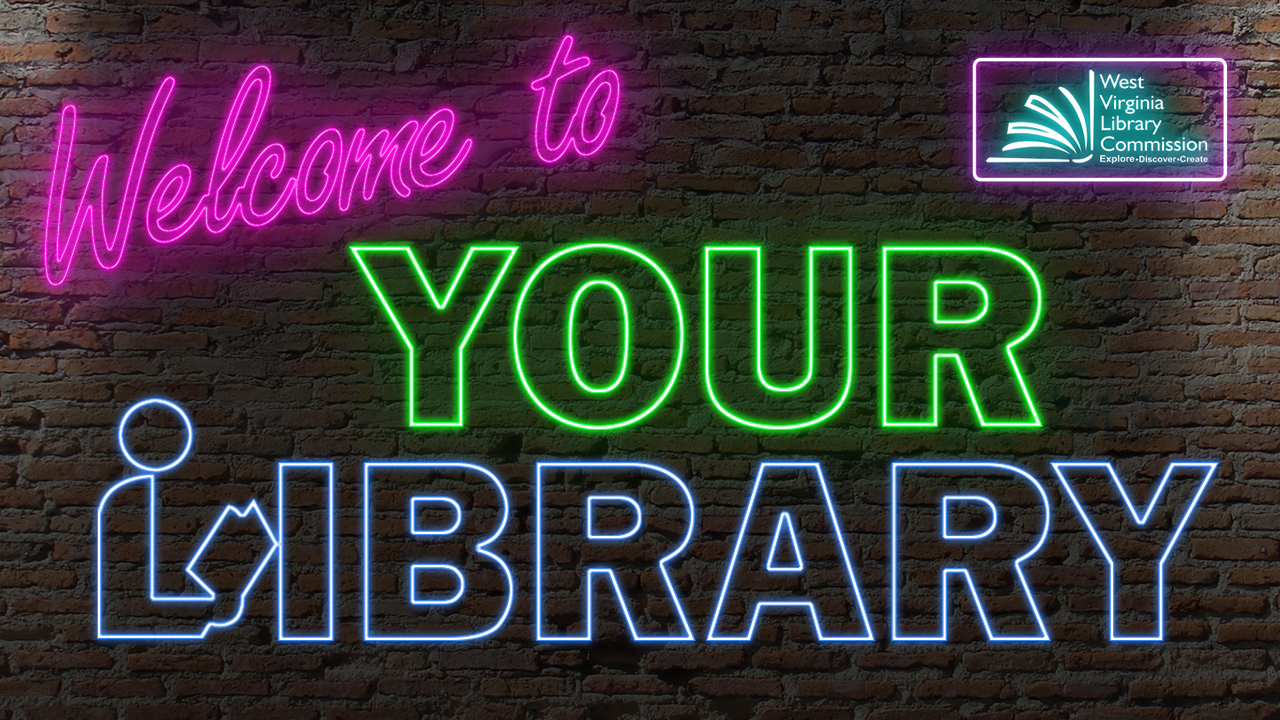 Welcome to
West
Virginia
Library
Commission
Explore•Discover•Create
YOUR
LIBRARY